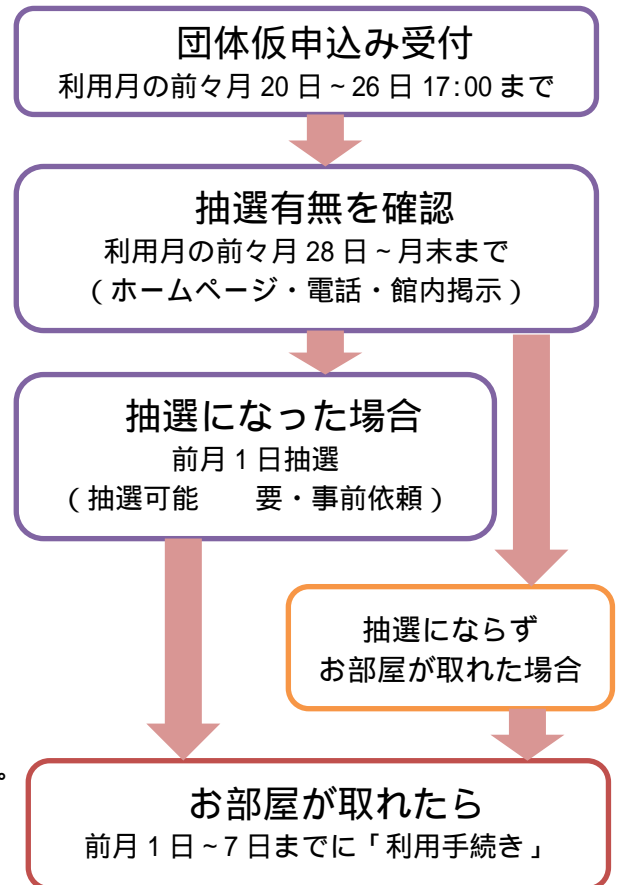 団体仮申込み受付
利用月の前々月 20 日~26 日 17:00 まで
抽選有無を確認
利用月の前々月 28 日~月末まで
（ホームページ・電話・館内掲示）
抽選になった場合
前月 1 日抽選
（抽選可能　　要・事前依頼）
抽選にならず
お部屋が取れた場合
。
お部屋が取れたら
前月 1 日~7 日までに「利用手続き」